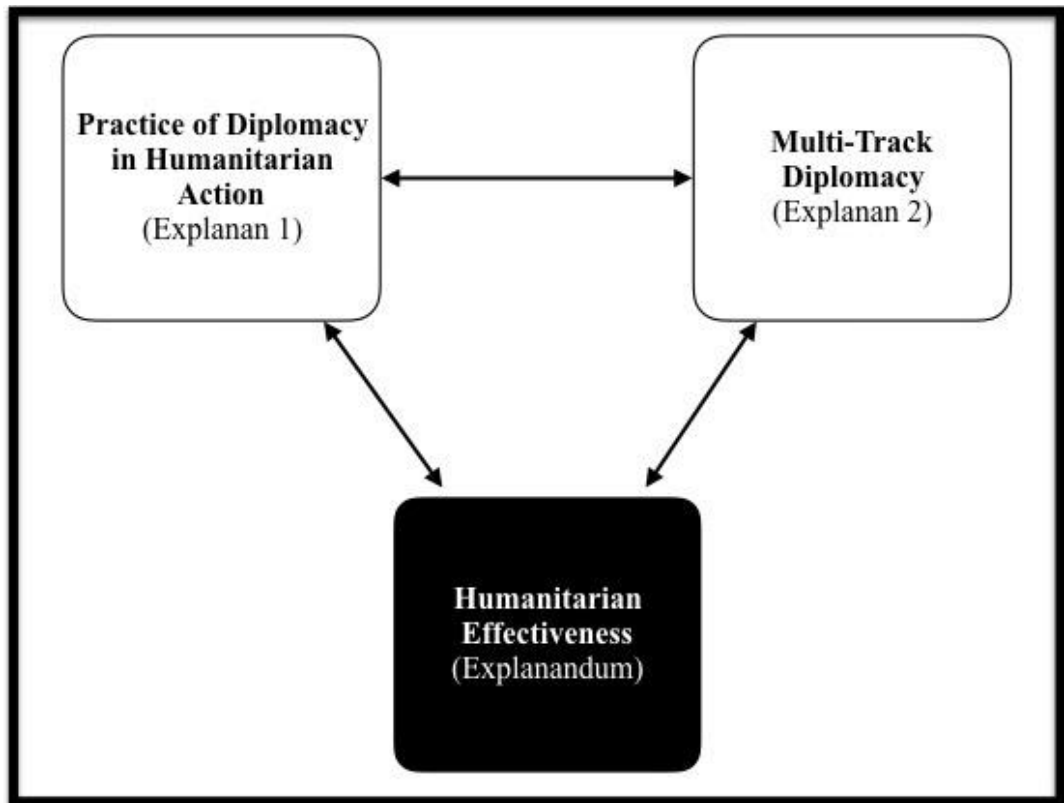 Practice of Diplomacy
in Humanitarian
Action
(Explanan 1)
Multi-Track
Diplomacy
(Explanan 2)
Humanitarian
Effectiveness
(Explanandum)